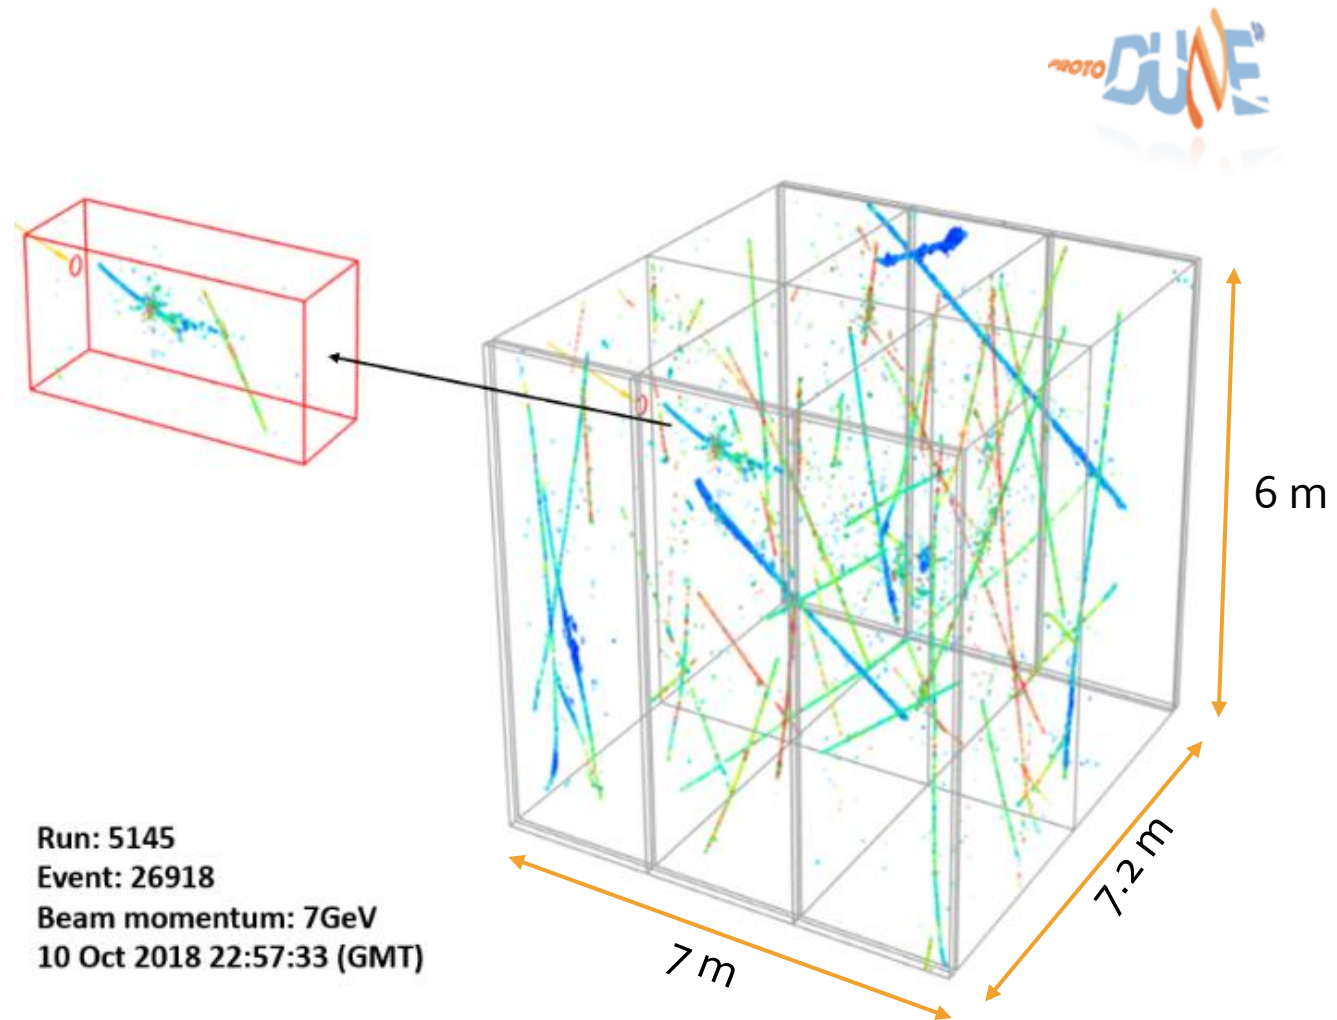 PROTO DUNE
6 m
7.2 m
7 m
Run: 5145
Event: 26918
Beam momentum: 7GeV
10 Oct 2018 22:57:33 (GMT)